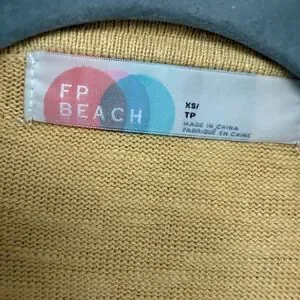 FP
BEACH
XS/
TP
MADE IN CHINA
FABRIQUÉ EN CHINE